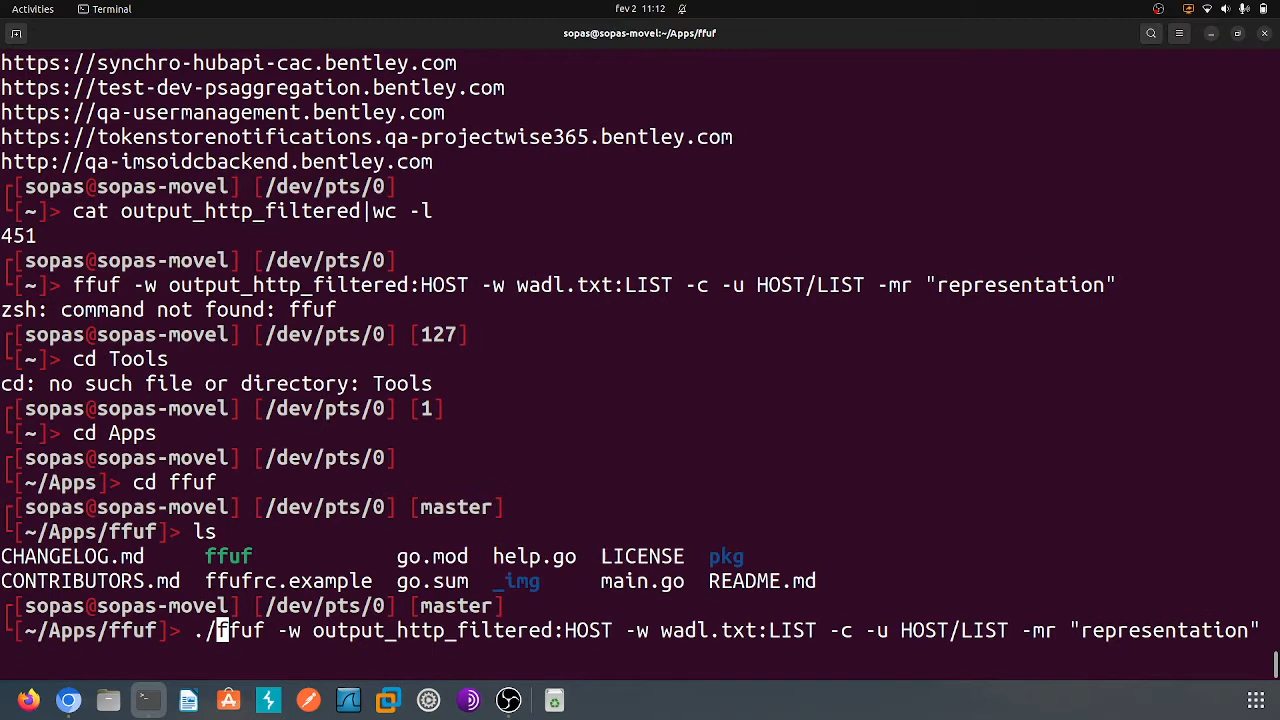 Activities
Terminal
fev 2 11:12
sopas@sopas-movel:~/Apps/ffuf
https://synchro-hubapi-cac.bentley.com
https://test-dev-psaggregation.bentley.com
https://qa-usermanagement.bentley.com
https://tokenstorenotifications.qa-projectwise365.bentley.com
http://qa-imsoidcbackend.bentley.com
┌[sopas@sopas-movel] [/dev/pts/0]
└[~]> cat output_http_filtered|wc -l
451
┌[sopas@sopas-movel] [/dev/pts/0]
└[~]> ffuf -w output_http_filtered:HOST -w wadl.txt:LIST -c -u HOST/LIST -mr "representation"
zsh: command not found: ffuf
┌[sopas@sopas-movel] [/dev/pts/0] [127]
└[~]> cd Tools
cd: no such file or directory: Tools
┌[sopas@sopas-movel] [/dev/pts/0] [1]
└[~]> cd Apps
┌[sopas@sopas-movel] [/dev/pts/0]
└[~/Apps]> cd ffuf
┌[sopas@sopas-movel] [/dev/pts/0] [master]
└[~/Apps/ffuf]> ls
CHANGELOG.md ffuf go.mod help.go LICENSE pkg
CONTRIBUTORS.md ffufrc.example go.sum _img main.go README.md
┌[sopas@sopas-movel] [/dev/pts/0] [master]
└[~/Apps/ffuf]> ./ffuf -w output_http_filtered:HOST -w wadl.txt:LIST -c -u HOST/LIST -mr "representation"